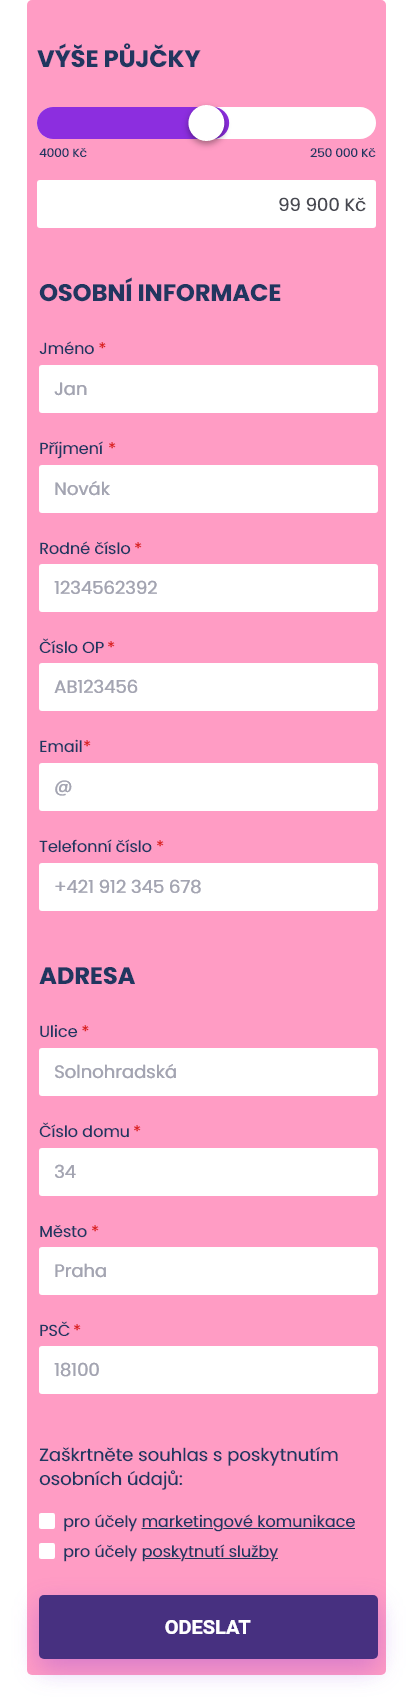 VÝŠE PŮJČKY
4000 Kč
250 000 Kč
99 900 Kč
OSOBNÍ INFORMACE
Jméno *
Jan
Příjmení *
Novák
Rodné číslo *
1234562392
Číslo OP *
AB123456
Email*
@
Telefonní číslo *
+421 912 345 678
ADRESA
Ulice *
Solnohradská
Číslo domu *
34
Město *
Praha
PSČ *
18100
Zaškrtněte souhlas s poskytnutím
osobních údajů:
pro účely marketingové komunikace
pro účely poskytnutí služby
ODESLAT